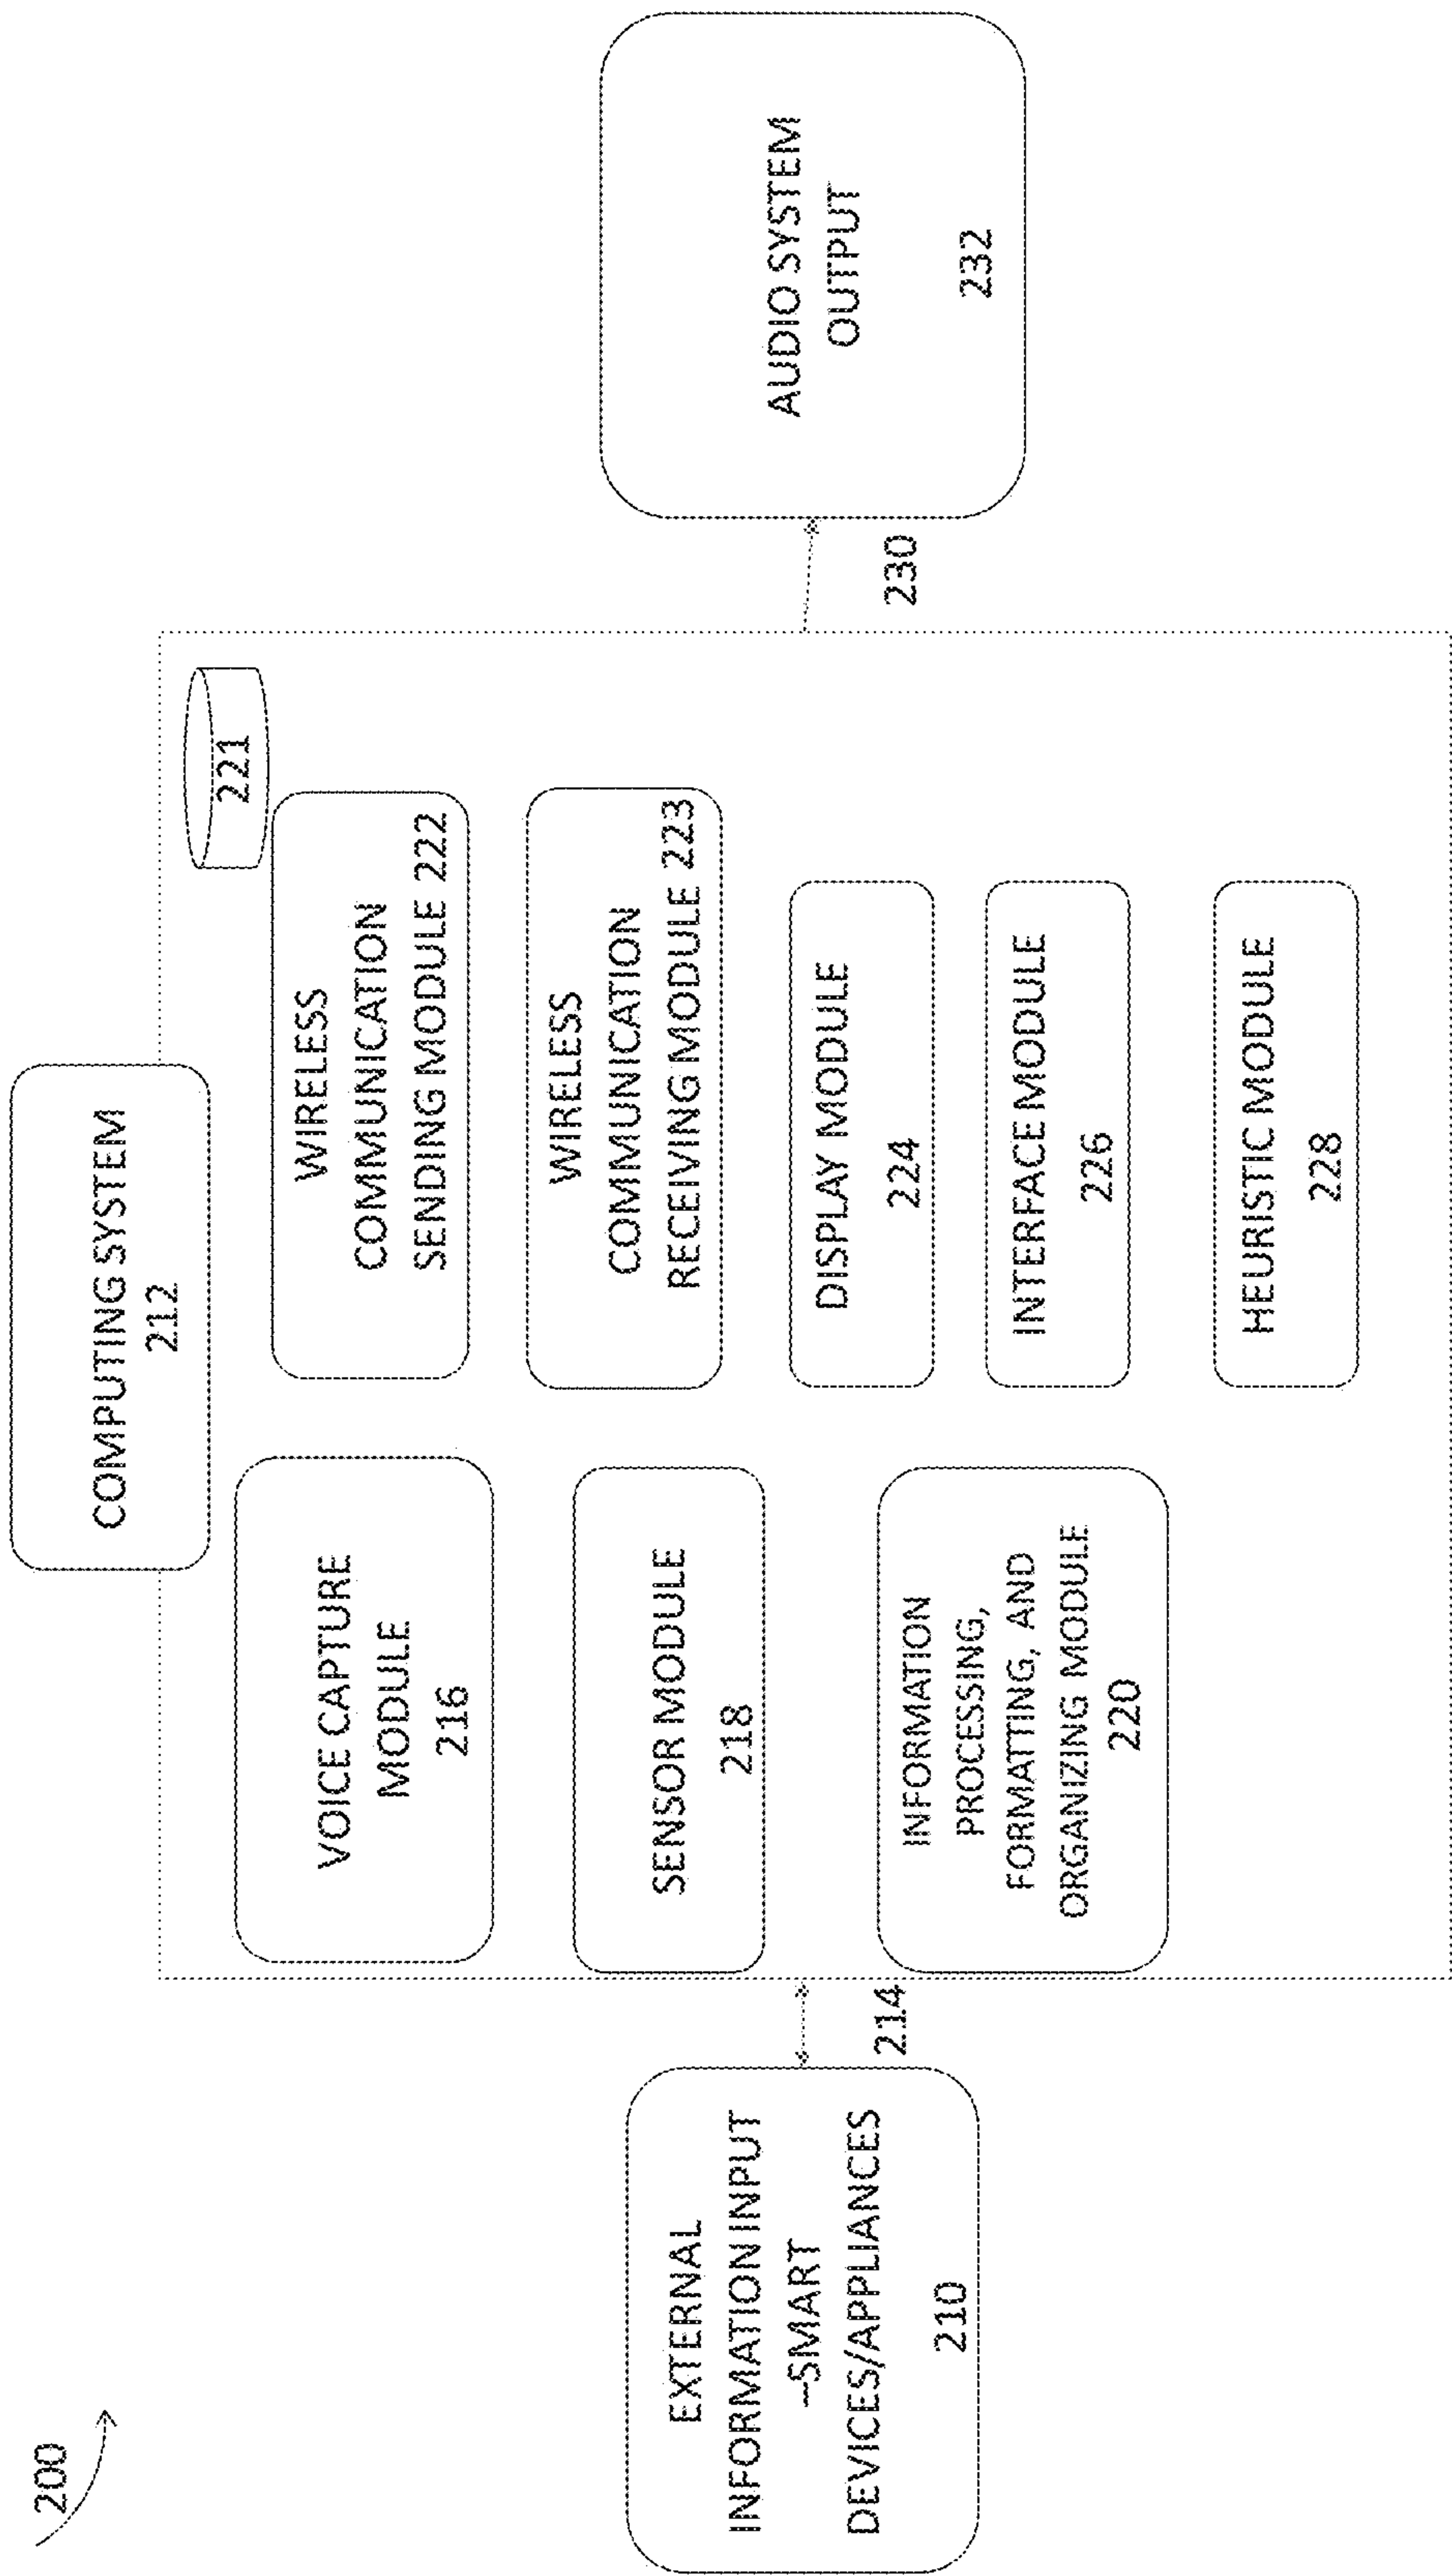 200
COMPUTING SYSTEM
212
EXTERNAL
INFORMATION INPUT
–SMART
DEVICES/APPLIANCES
210
214
VOICE CAPTURE
MODULE
216
SENSOR MODULE
218
INFORMATION
PROCESSING,
FORMATTING, AND
ORGANIZING MODULE
220
221
WIRELESS
COMMUNICATION
SENDING MODULE 222
WIRELESS
COMMUNICATION
RECEIVING MODULE 223
DISPLAY MODULE
224
INTERFACE MODULE
226
HEURISTIC MODULE
228
230
AUDIO SYSTEM
OUTPUT
232